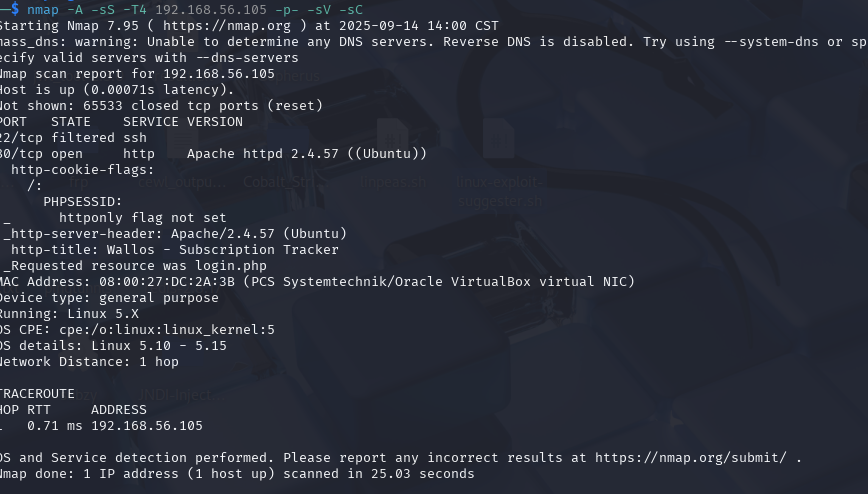 ─$ nmap -A -sS -T4 192.168.56.105 -p- -sV -sC
Starting Nmap 7.95 ( https://nmap.org ) at 2025-09-14 14:00 CST
mass_dns: warning: Unable to determine any DNS servers. Reverse DNS is disabled. Try using --system-dns or sp
ecify valid servers with --dns-servers
Nmap scan report for 192.168.56.105
Host is up (0.00071s latency).
Not shown: 65533 closed tcp ports (reset)
PORT   STATE    SERVICE VERSION
22/tcp filtered ssh
80/tcp open     http    Apache httpd 2.4.57 ((Ubuntu))
http-cookie-flags:
/:
PHPSESSID:
_      httponly flag not set
_http-server-header: Apache/2.4.57 (Ubuntu)
http-title: Wallos - Subscription Tracker
_Requested resource was login.php
MAC Address: 08:00:27:DC:2A:3B (PCS Systemtechnik/Oracle VirtualBox virtual NIC)
Device type: general purpose
Running: Linux 5.X
OS CPE: cpe:/o:linux:linux_kernel:5
OS details: Linux 5.10 - 5.15
Network Distance: 1 hop
TRACEROUTE
HOP RTT     ADDRESS
1   0.71 ms 192.168.56.105
OS and Service detection performed. Please report any incorrect results at https://nmap.org/submit/ .
Nmap done: 1 IP address (1 host up) scanned in 25.03 seconds